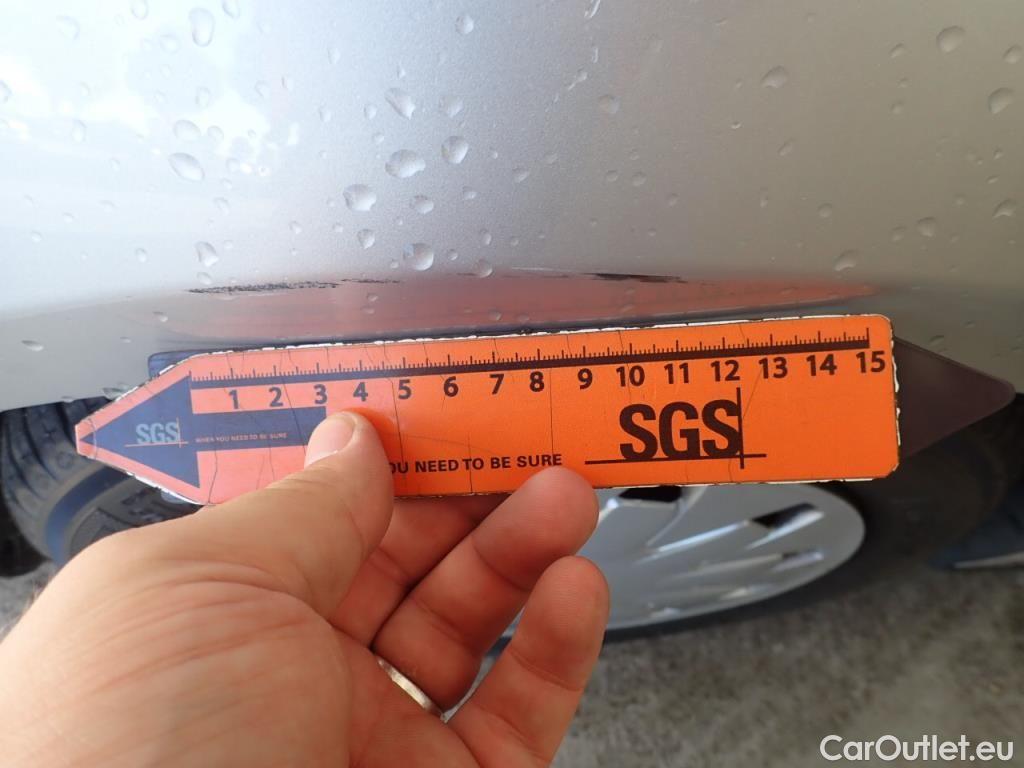 1 2 3 4 5 6 7 8 9 10 11 12 13 14 15
SGS
WHEN YOU NEED TO BE SURE
SGS
OU NEED TO BE SURE
CarOutlet.eu